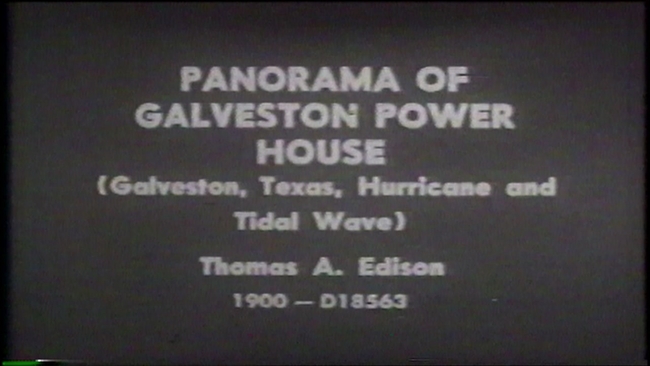 PANORAMA OF
GALVESTON POWER
HOUSE
(Galveston, Texas, Hurricane and
Tidal Wave)
Thomas A. Edison
1900 — D18563